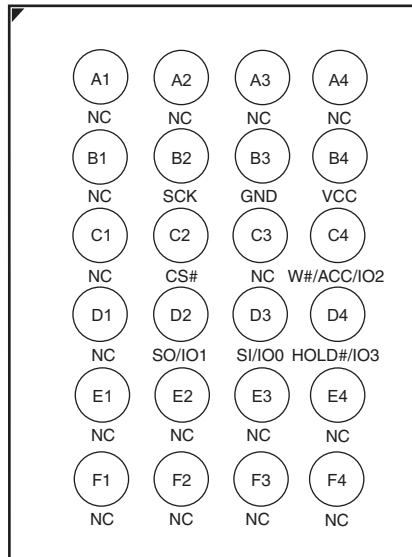 A1 A2 A3 A4
NC NC NC NC
B1 B2 B3 B4
NC SCK GND VCC
C1 C2 C3 C4
NC CS# NC W#/ACC/IO2
D1 D2 D3 D4
NC SO/IO1 SI/IO0 HOLD#/IO3
E1 E2 E3 E4
NC NC NC NC
F1 F2 F3 F4
NC NC NC NC